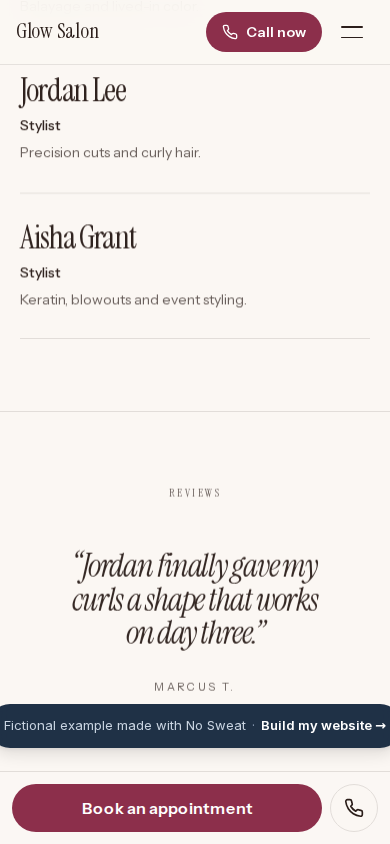 Glow Salon
Call now
Jordan Lee
Stylist
Precision cuts and curly hair.
Aisha Grant
Stylist
Keratin, blowouts and event styling.
REVIEWS
“Jordan finally gave my
curls a shape that works
on day three.”
MARCUS T.
Fictional example made with No Sweat · Build my website →
Book an appointment